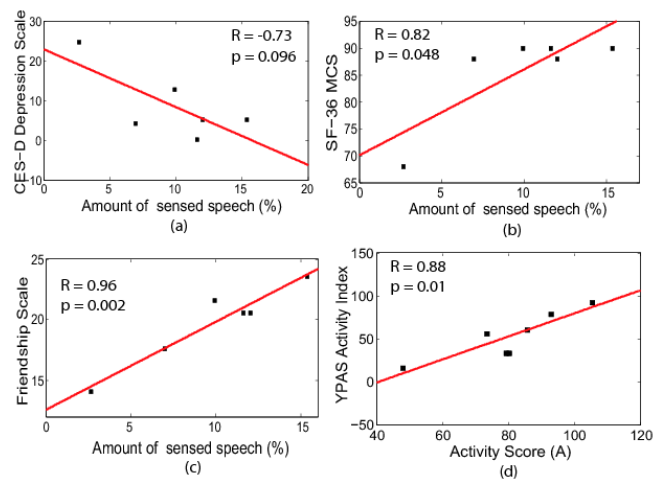 CES-D Depression Scale
30
20
10
0
-10
0
5
10
15
20
R = -0.73
p = 0.096
Amount of sensed speech (%)
(a)
SF-36 MCS
95
90
85
80
75
70
65
0
5
10
15
R = 0.82
p = 0.048
Amount of sensed speech (%)
(b)
Friendship Scale
25
20
15
0
5
10
15
R = 0.96
p = 0.002
Amount of sensed speech (%)
(c)
YPAS Activity Index
150
100
50
0
−50
40
60
80
100
120
R = 0.88
p = 0.01
Activity Score (A)
(d)